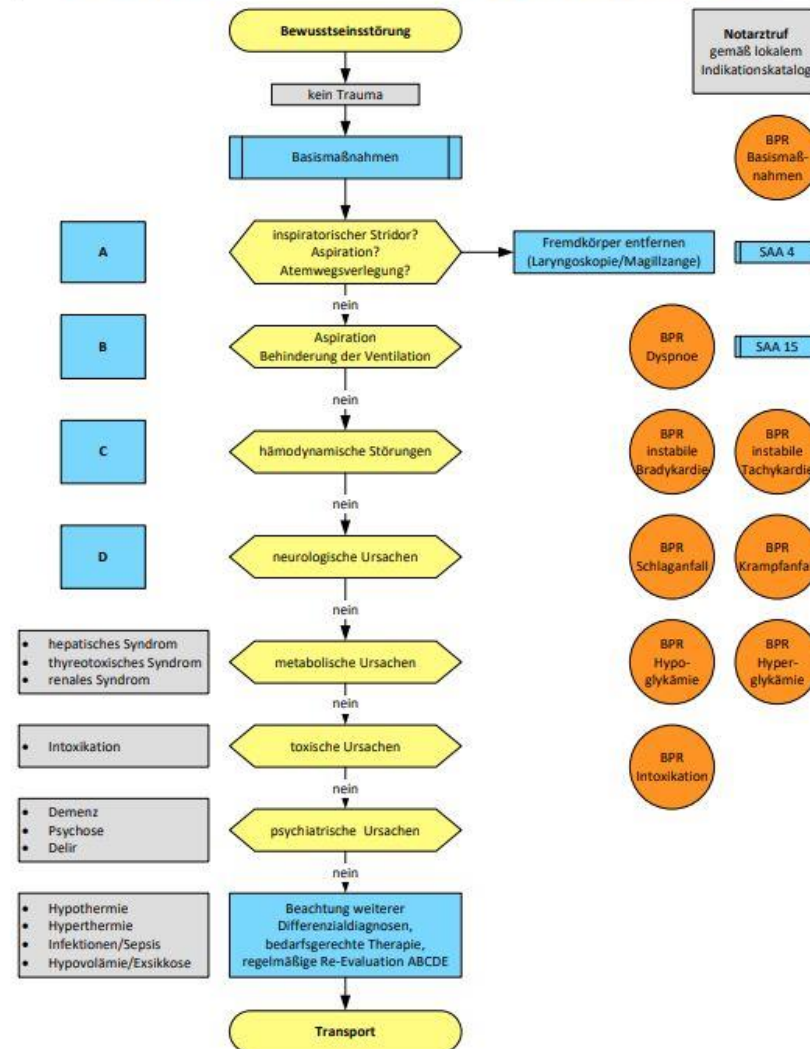 Bewusstseinsstörung
Notarztruf
gemäß lokalem
Indikationskatalog
kein Trauma
Basismaßnahmen
BPR
Basismaß-
nahmen
A
inspiratorischer Stridor?
Aspiration?
Atemwegsverlegung?
Fremdkörper entfernen
(Laryngoskopie/Magillzange)
SAA 4
nein
B
Aspiration
Behinderung der Ventilation
BPR
Dyspnoe
SAA 15
nein
C
hämodynamische Störungen
BPR
instabile
Bradykardie
BPR
instabile
Tachykardie
nein
D
neurologische Ursachen
BPR
Schlaganfall
BPR
Krampfanfa
nein
• hepatisches Syndrom
• thyreotoxisches Syndrom
• renales Syndrom
metabolische Ursachen
BPR
Hypo-
glykämie
BPR
Hyper-
glykämie
nein
• Intoxikation
toxische Ursachen
BPR
Intoxikation
nein
• Demenz
• Psychose
• Delir
psychiatrische Ursachen
nein
• Hypothermie
• Hyperthermie
• Infektionen/Sepsis
• Hypovolämie/Exsikkose
Beachtung weiterer
Differenzialdiagnosen,
bedarfsgerechte Therapie,
regelmäßige Re-Evaluation ABCDE
Transport